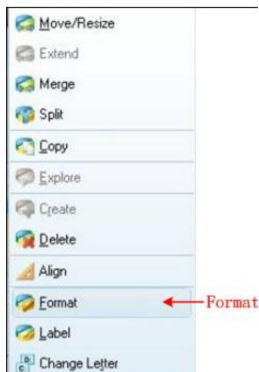 Move/Resize
Extend
Merge
Split
Copy
Explore
Create
Delete
Align
Format
Format
Label
Change Letter